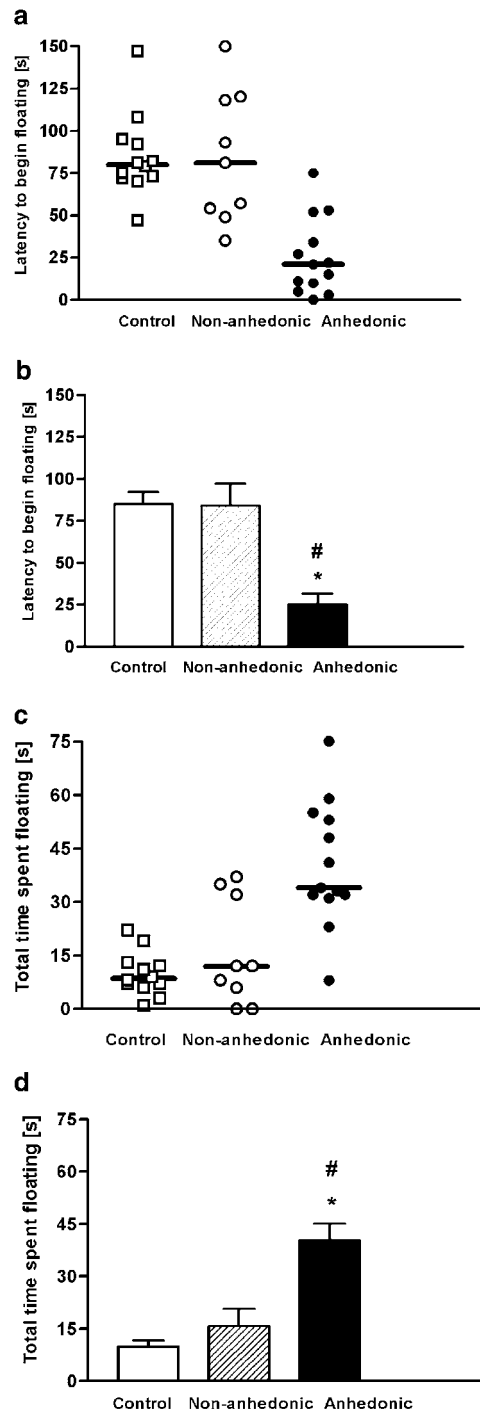 a
Latency to begin floating [s]
150
125
100
75
50
25
0
Control Non-anhedonic Anhedonic
b
Latency to begin floating [s]
150
125
100
75
50
25
0
#
*
Control Non-anhedonic Anhedonic
c
Total time spent floating [s]
75
60
45
30
15
0
Control Non-anhedonic Anhedonic
d
Total time spent floating [s]
75
60
45
30
15
0
#
*
Control Non-anhedonic Anhedonic